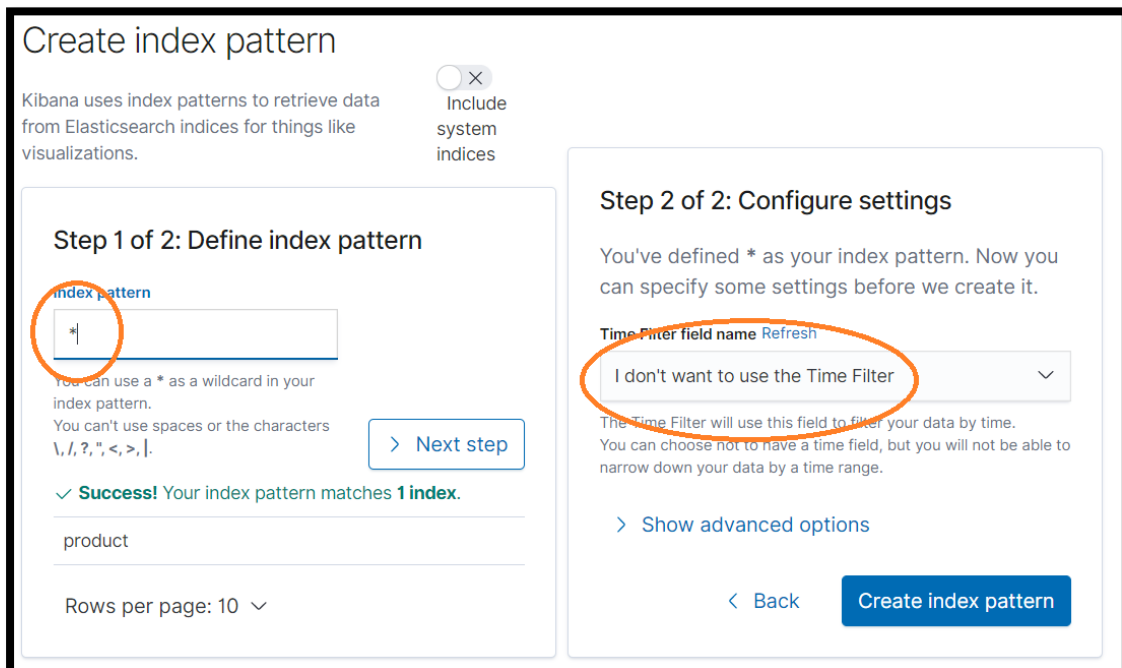 Create index pattern
Kibana uses index patterns to retrieve data
from Elasticsearch indices for things like
visualizations.
Include
system
indices
Step 1 of 2: Define index pattern
Index pattern
*
You can use a * as a wildcard in your
index pattern.
You can't use spaces or the characters
\, /, ?, ", <, >, |.
Next step
Success! Your index pattern matches 1 index.
product
Rows per page: 10
Step 2 of 2: Configure settings
You've defined * as your index pattern. Now you
can specify some settings before we create it.
Time Filter field name Refresh
I don't want to use the Time Filter
The Time Filter will use this field to filter your data by time.
You can choose not to have a time field, but you will not be able to
narrow down your data by a time range.
Show advanced options
Back
Create index pattern